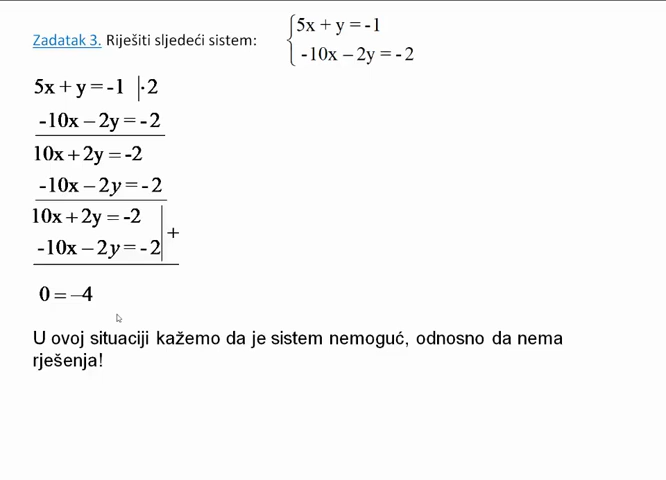 Zadatak 3. Riješiti sljedeći sistem:
5x + y = -1
-10x – 2y = -2
5x + y = -1 |·2
-10x – 2y = -2
10x + 2y = -2
-10x – 2y = -2
10x + 2y = -2
-10x – 2y = -2
+
0 = –4
U ovoj situaciji kažemo da je sistem nemoguć, odnosno da nema
rješenja!